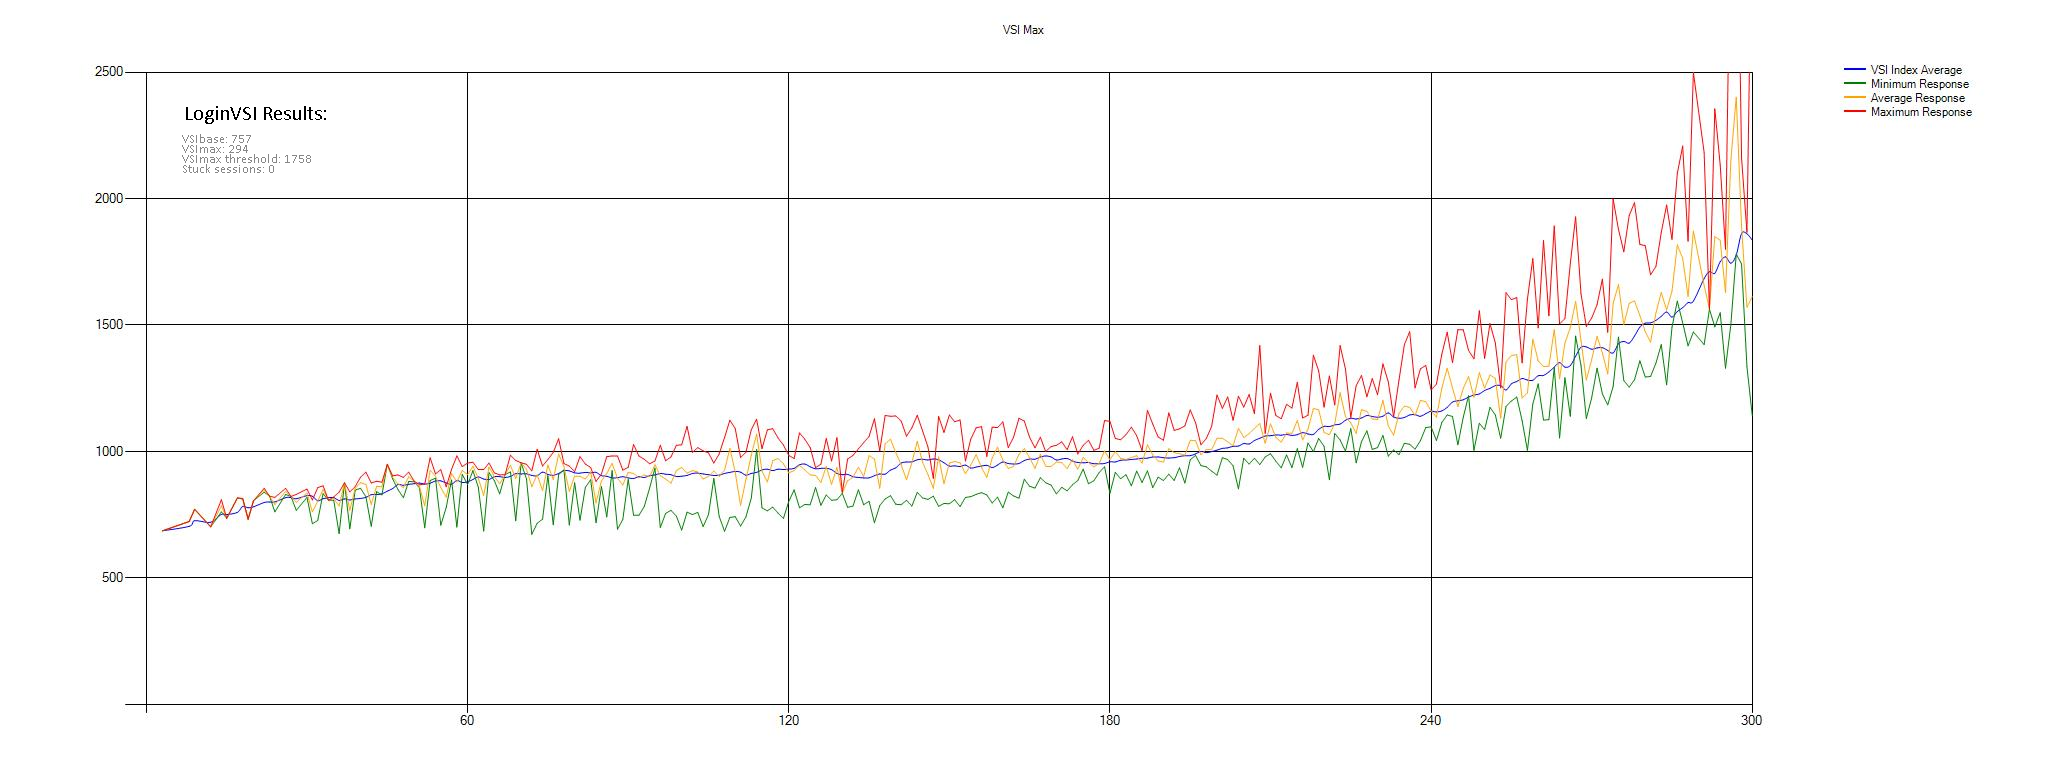 VSI Max
2500
2000
1500
1000
500
60
120
180
240
300
LoginVSI Results:
VSIbase: 757
VSImax: 294
VSImax threshold: 1758
Stuck sessions: 0
VSI Index Average
Minimum Response
Average Response
Maximum Response